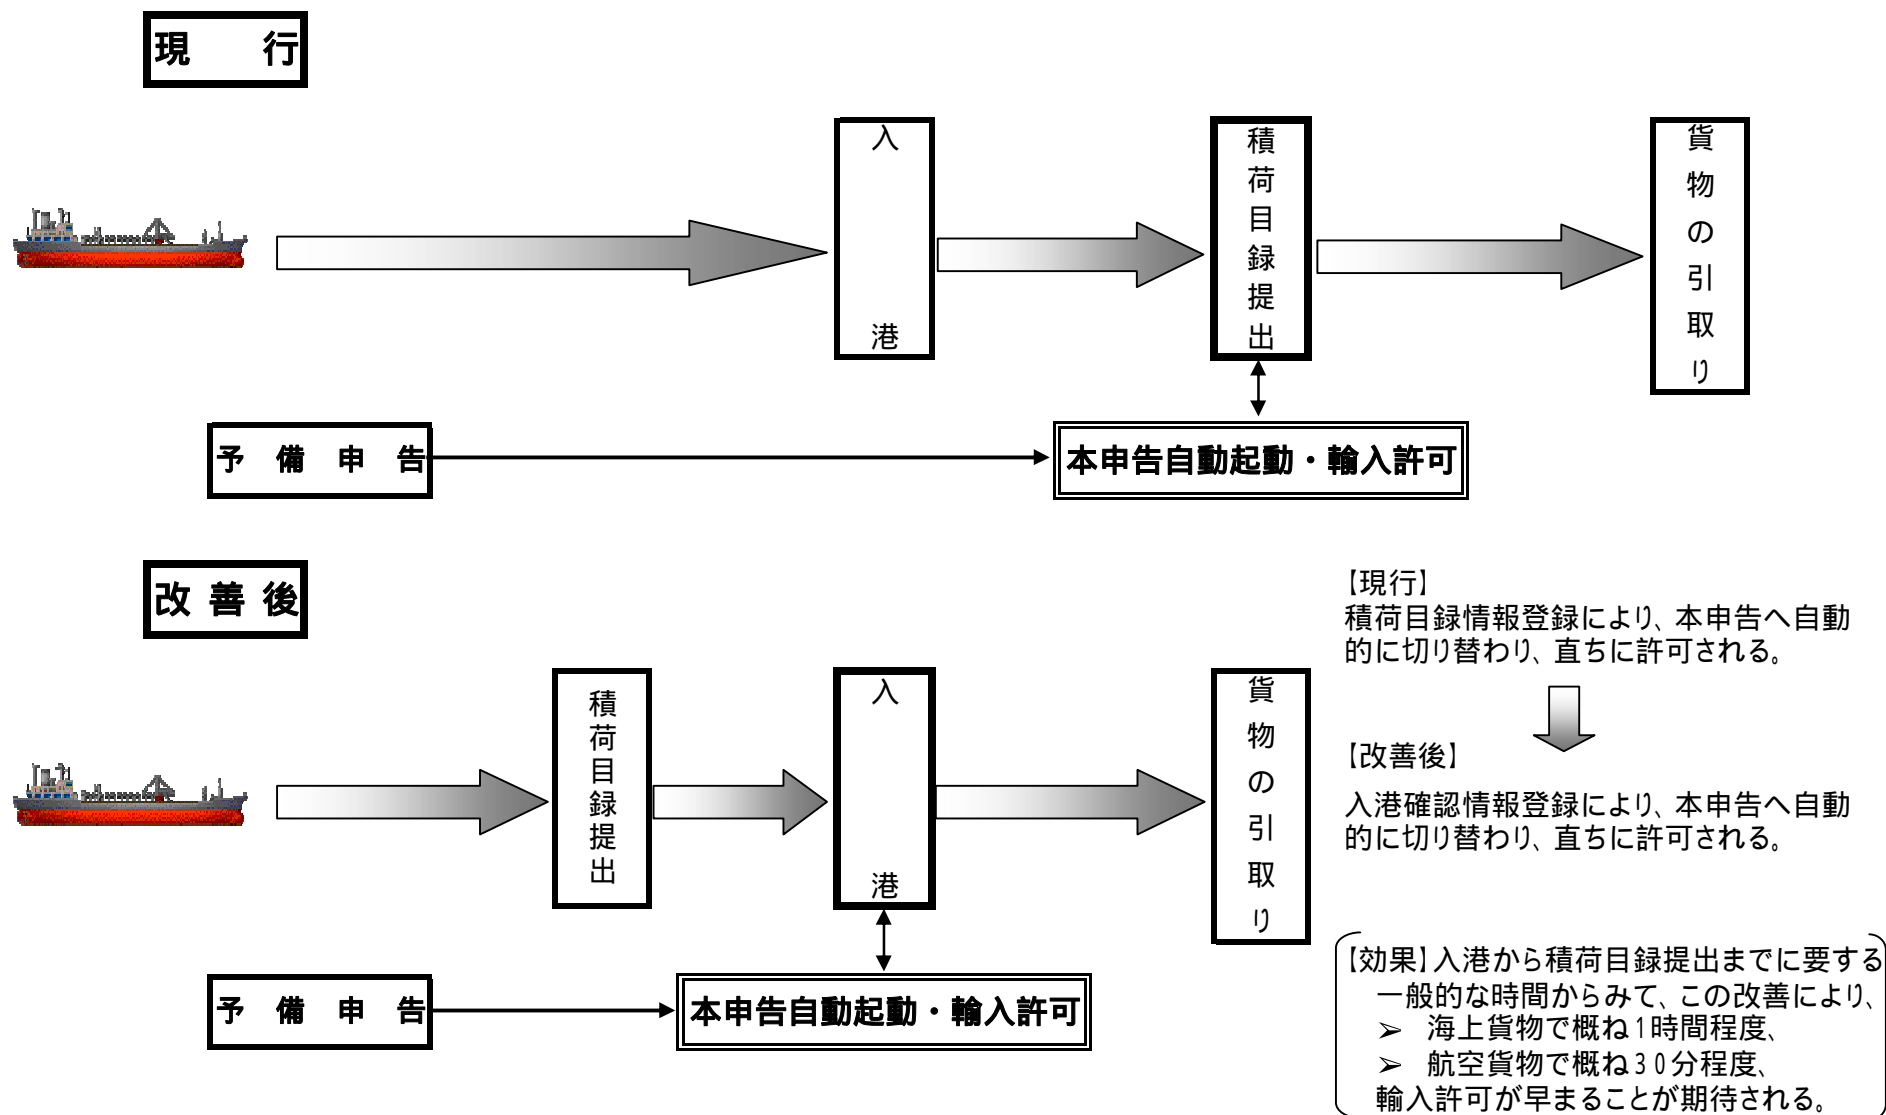 現　行
入港
積荷目録提出
貨物の引取り
予備申告
本申告自動起動・輸入許可
改善後
積荷目録提出
入港
貨物の引取り
予備申告
本申告自動起動・輸入許可
【現行】
積荷目録情報登録により、本申告へ自動
的に切り替わり、直ちに許可される。
【改善後】
入港確認情報登録により、本申告へ自動
的に切り替わり、直ちに許可される。
【効果】入港から積荷目録提出までに要する
一般的な時間からみて、この改善により、
➢ 海上貨物で概ね1時間程度、
➢ 航空貨物で概ね30分程度、
輸入許可が早まることが期待される。